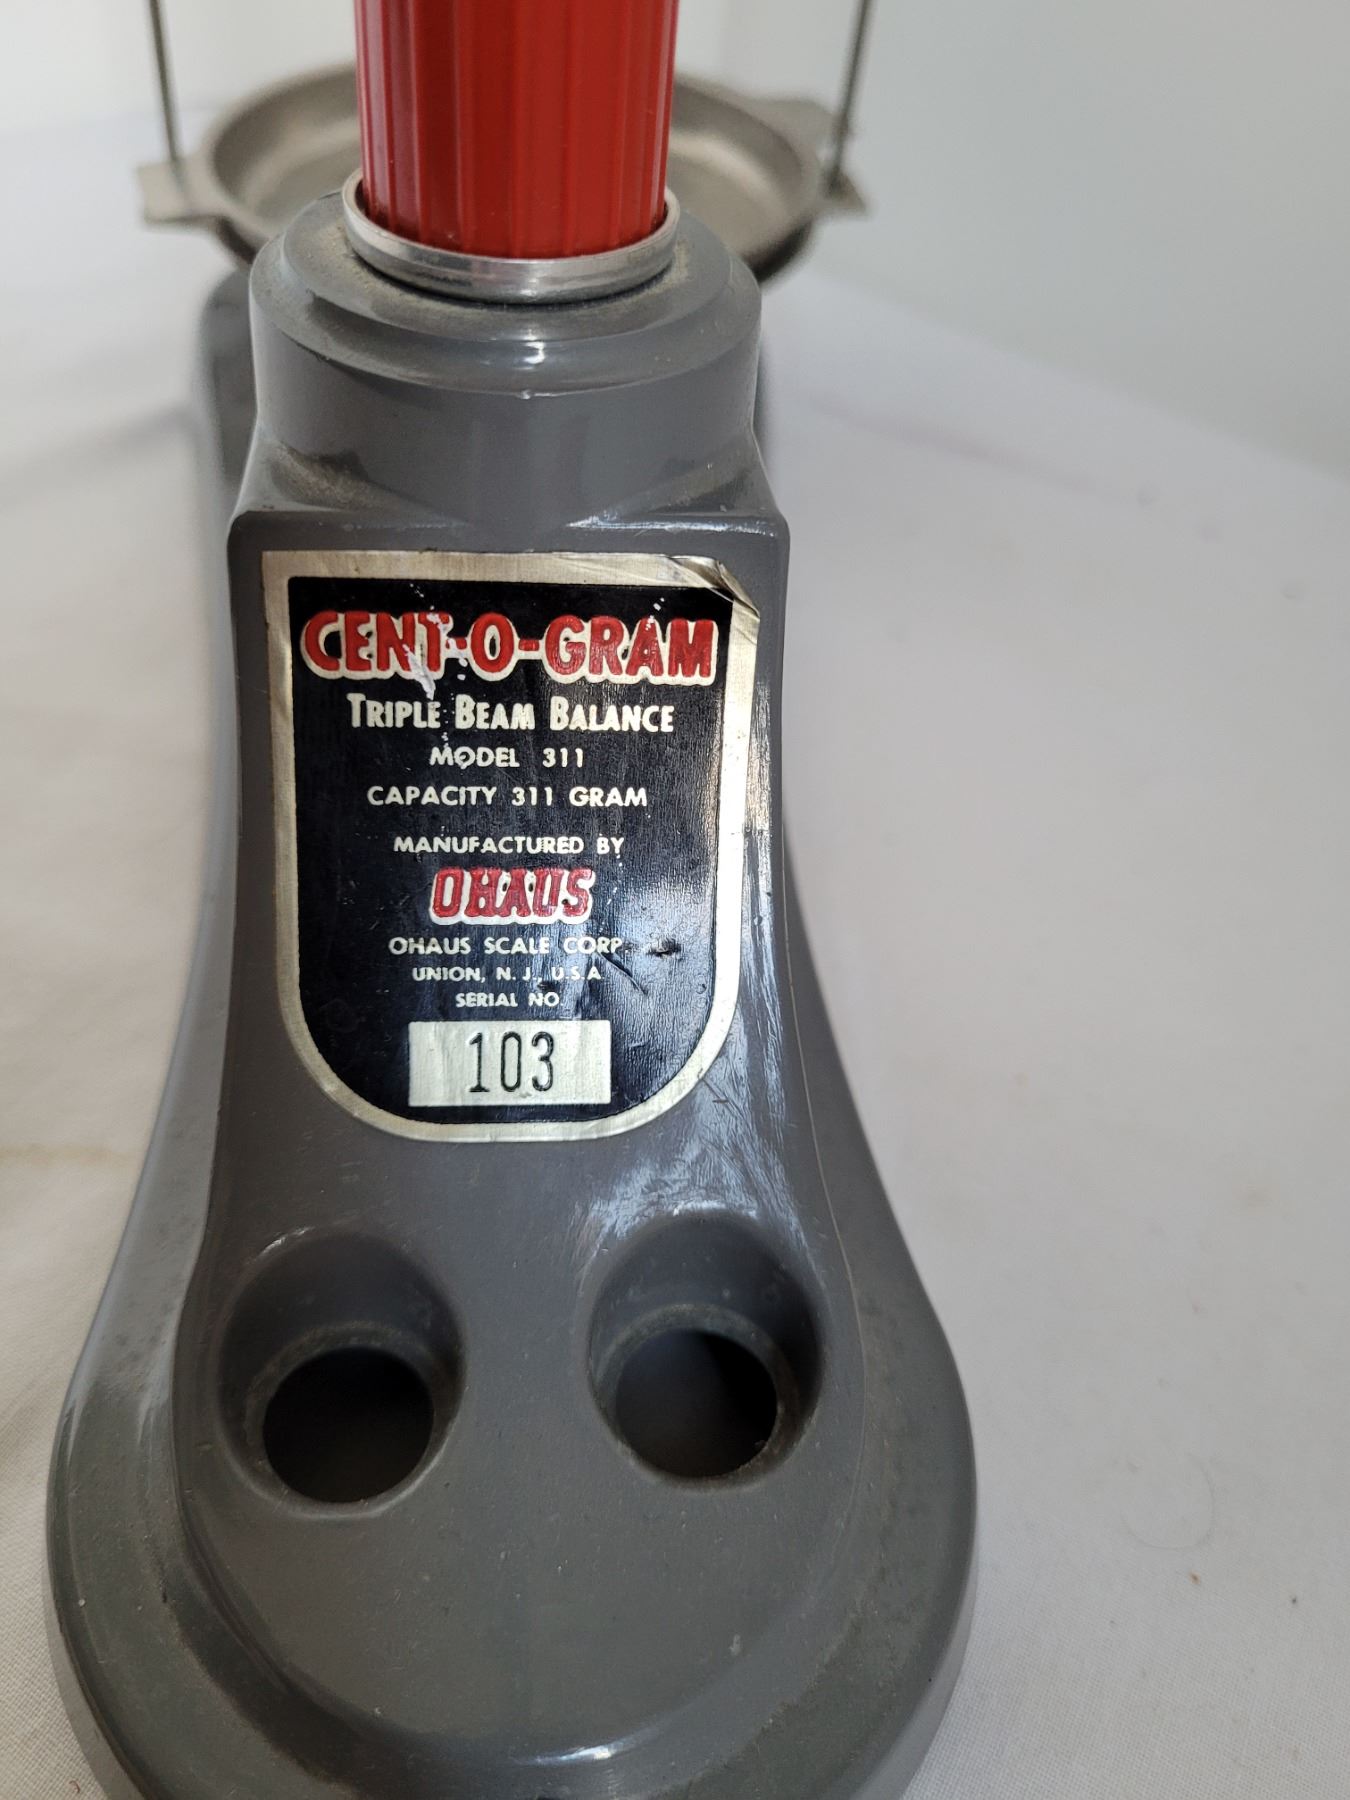 CENT-O-GRAM
TRIPLE BEAM BALANCE
MODEL 311
CAPACITY 311 GRAM
MANUFACTURED BY
OHAUS
OHAUS SCALE CORP.
UNION, N. J., U.S.A
SERIAL NO.
103